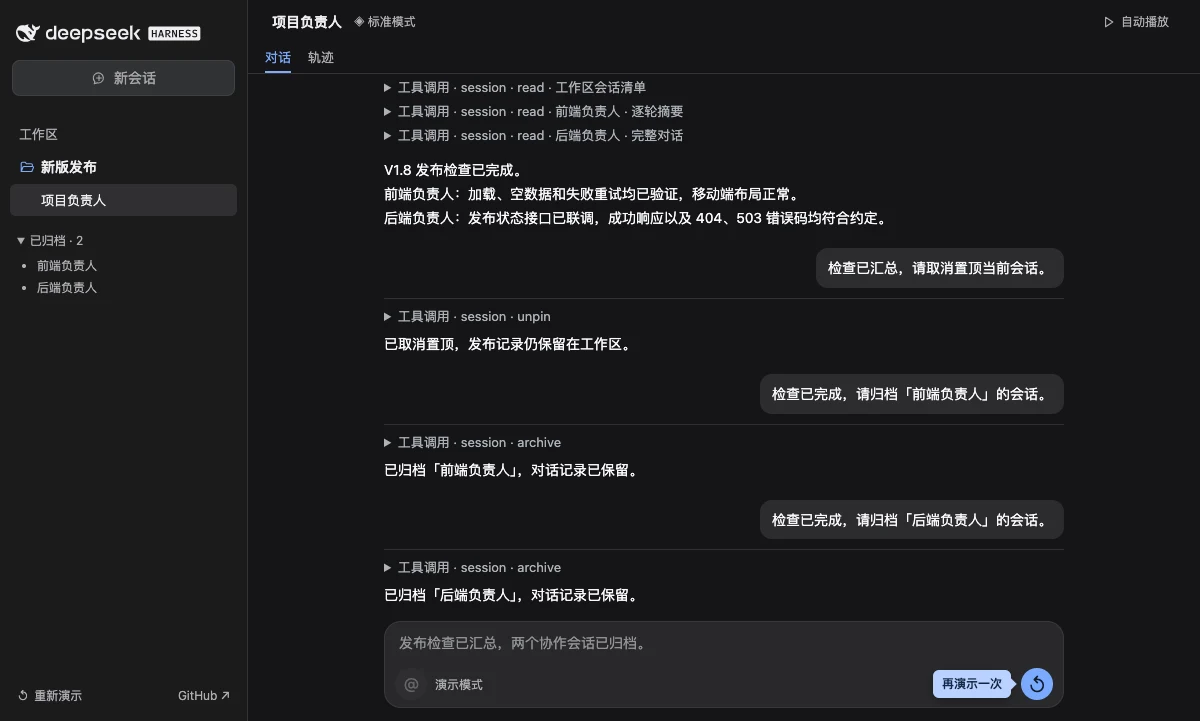 deepseek HARNESS
新会话
工作区
新版发布
项目负责人
▼ 已归档 · 2
• 前端负责人
• 后端负责人
重新演示
GitHub ↗
项目负责人 ◈ 标准模式
自动播放
对话 轨迹
▶ 工具调用 · session · read · 工作区会话清单
▶ 工具调用 · session · read · 前端负责人 · 逐轮摘要
▶ 工具调用 · session · read · 后端负责人 · 完整对话
V1.8 发布检查已完成。
前端负责人：加载、空数据和失败重试均已验证，移动端布局正常。
后端负责人：发布状态接口已联调，成功响应以及 404、503 错误码均符合约定。
检查已汇总，请取消置顶当前会话。
▶ 工具调用 · session · unpin
已取消置顶，发布记录仍保留在工作区。
检查已完成，请归档「前端负责人」的会话。
▶ 工具调用 · session · archive
已归档「前端负责人」，对话记录已保留。
检查已完成，请归档「后端负责人」的会话。
▶ 工具调用 · session · archive
已归档「后端负责人」，对话记录已保留。
发布检查已汇总，两个协作会话已归档。
@ 演示模式
再演示一次